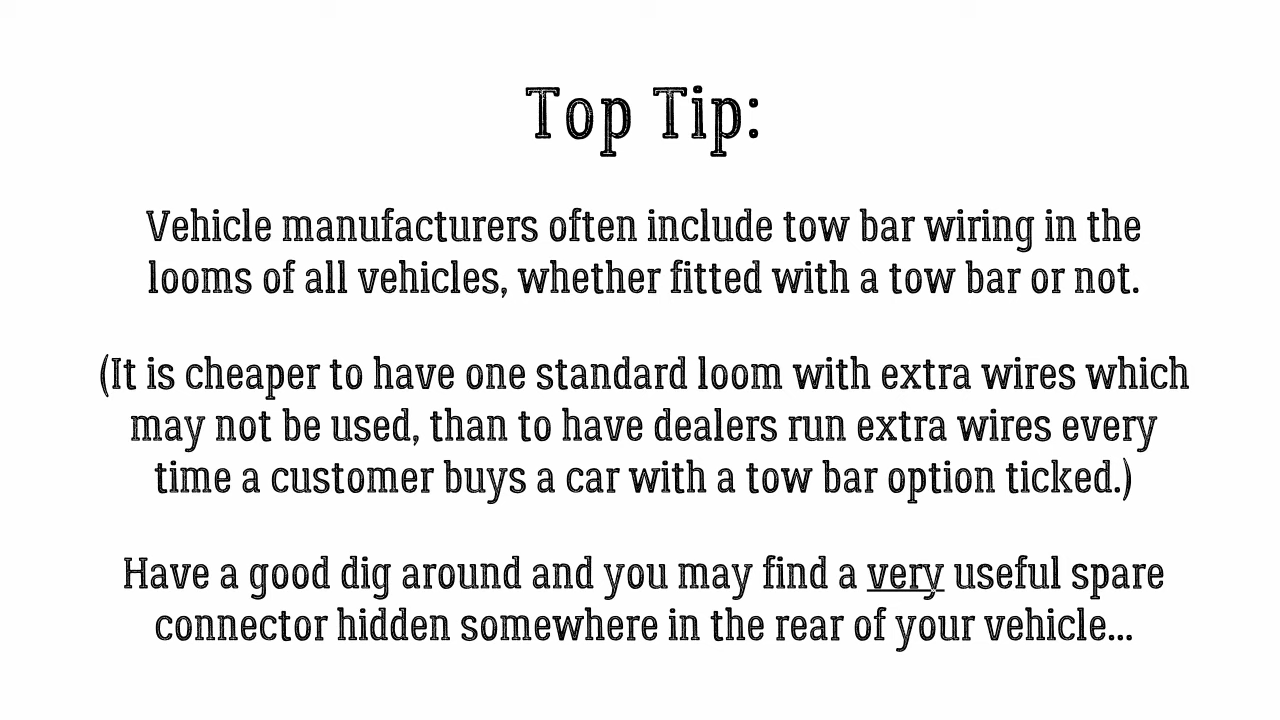 Top Tip:
Vehicle manufacturers often include tow bar wiring in the
looms of all vehicles, whether fitted with a tow bar or not.
(It is cheaper to have one standard loom with extra wires which
may not be used, than to have dealers run extra wires every
time a customer buys a car with a tow bar option ticked.)
Have a good dig around and you may find a very useful spare
connector hidden somewhere in the rear of your vehicle...